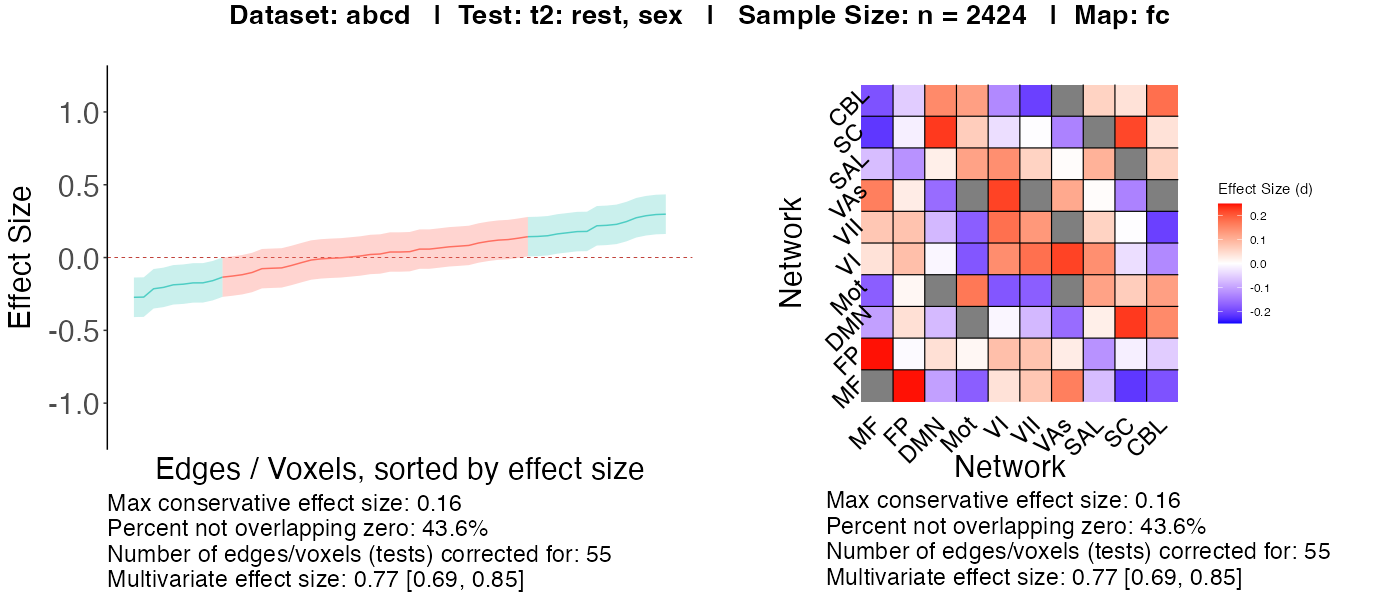 Dataset: abcd | Test: t2: rest, sex | Sample Size: n = 2424 | Map: fc
Effect Size
1.0
0.5
0.0
-0.5
-1.0
Edges / Voxels, sorted by effect size
Max conservative effect size: 0.16
Percent not overlapping zero: 43.6%
Number of edges/voxels (tests) corrected for: 55
Multivariate effect size: 0.77 [0.69, 0.85]
Network
CBL
SC
SAL
VAs
VII
VI
Mot
DMN
FP
MF
MF FP DMN Mot VI VII VAs SAL SC CBL
Network
Effect Size (d)
0.2
0.1
0.0
-0.1
-0.2
Max conservative effect size: 0.16
Percent not overlapping zero: 43.6%
Number of edges/voxels (tests) corrected for: 55
Multivariate effect size: 0.77 [0.69, 0.85]